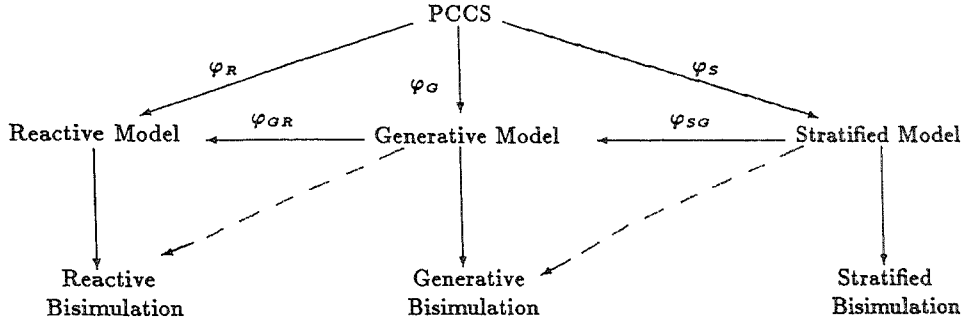 PCCS
φR
φG
φS
Reactive Model
φGR
Generative Model
φSG
Stratified Model
Reactive
Bisimulation
Generative
Bisimulation
Stratified
Bisimulation